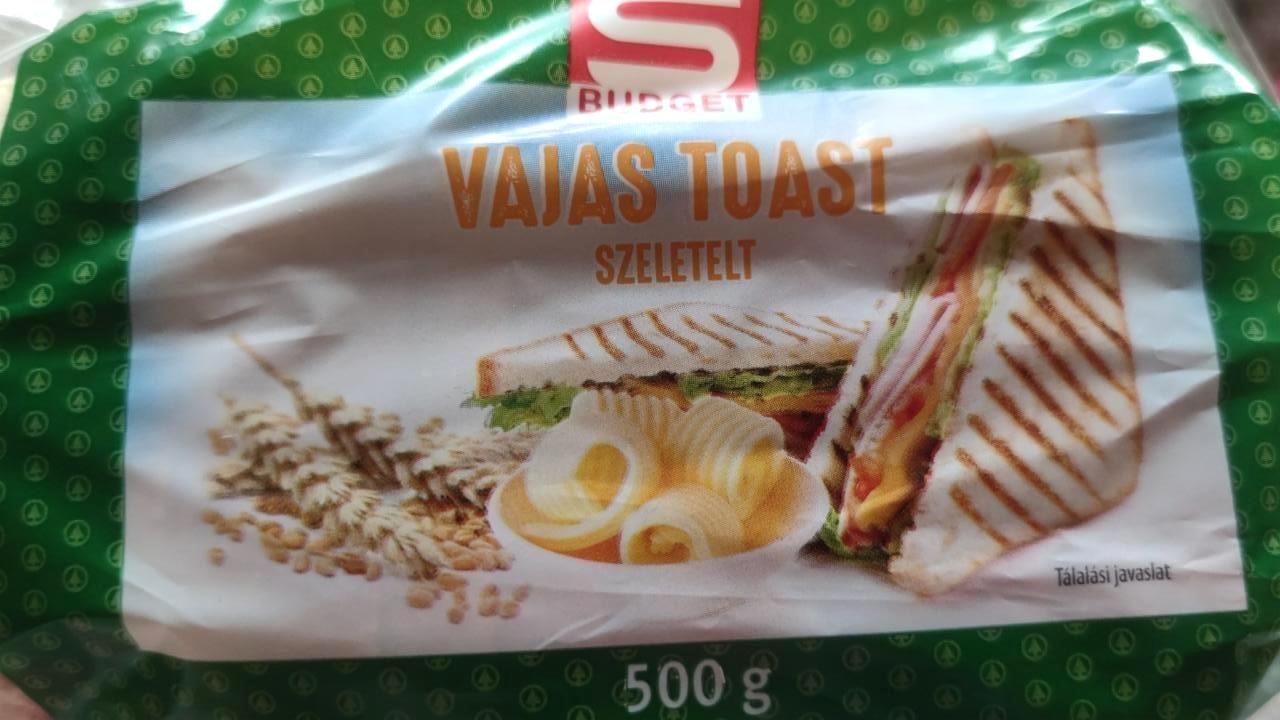 S
BUDGET
VAJAS TOAST
SZELETELT
Tálalási javaslat
500 g